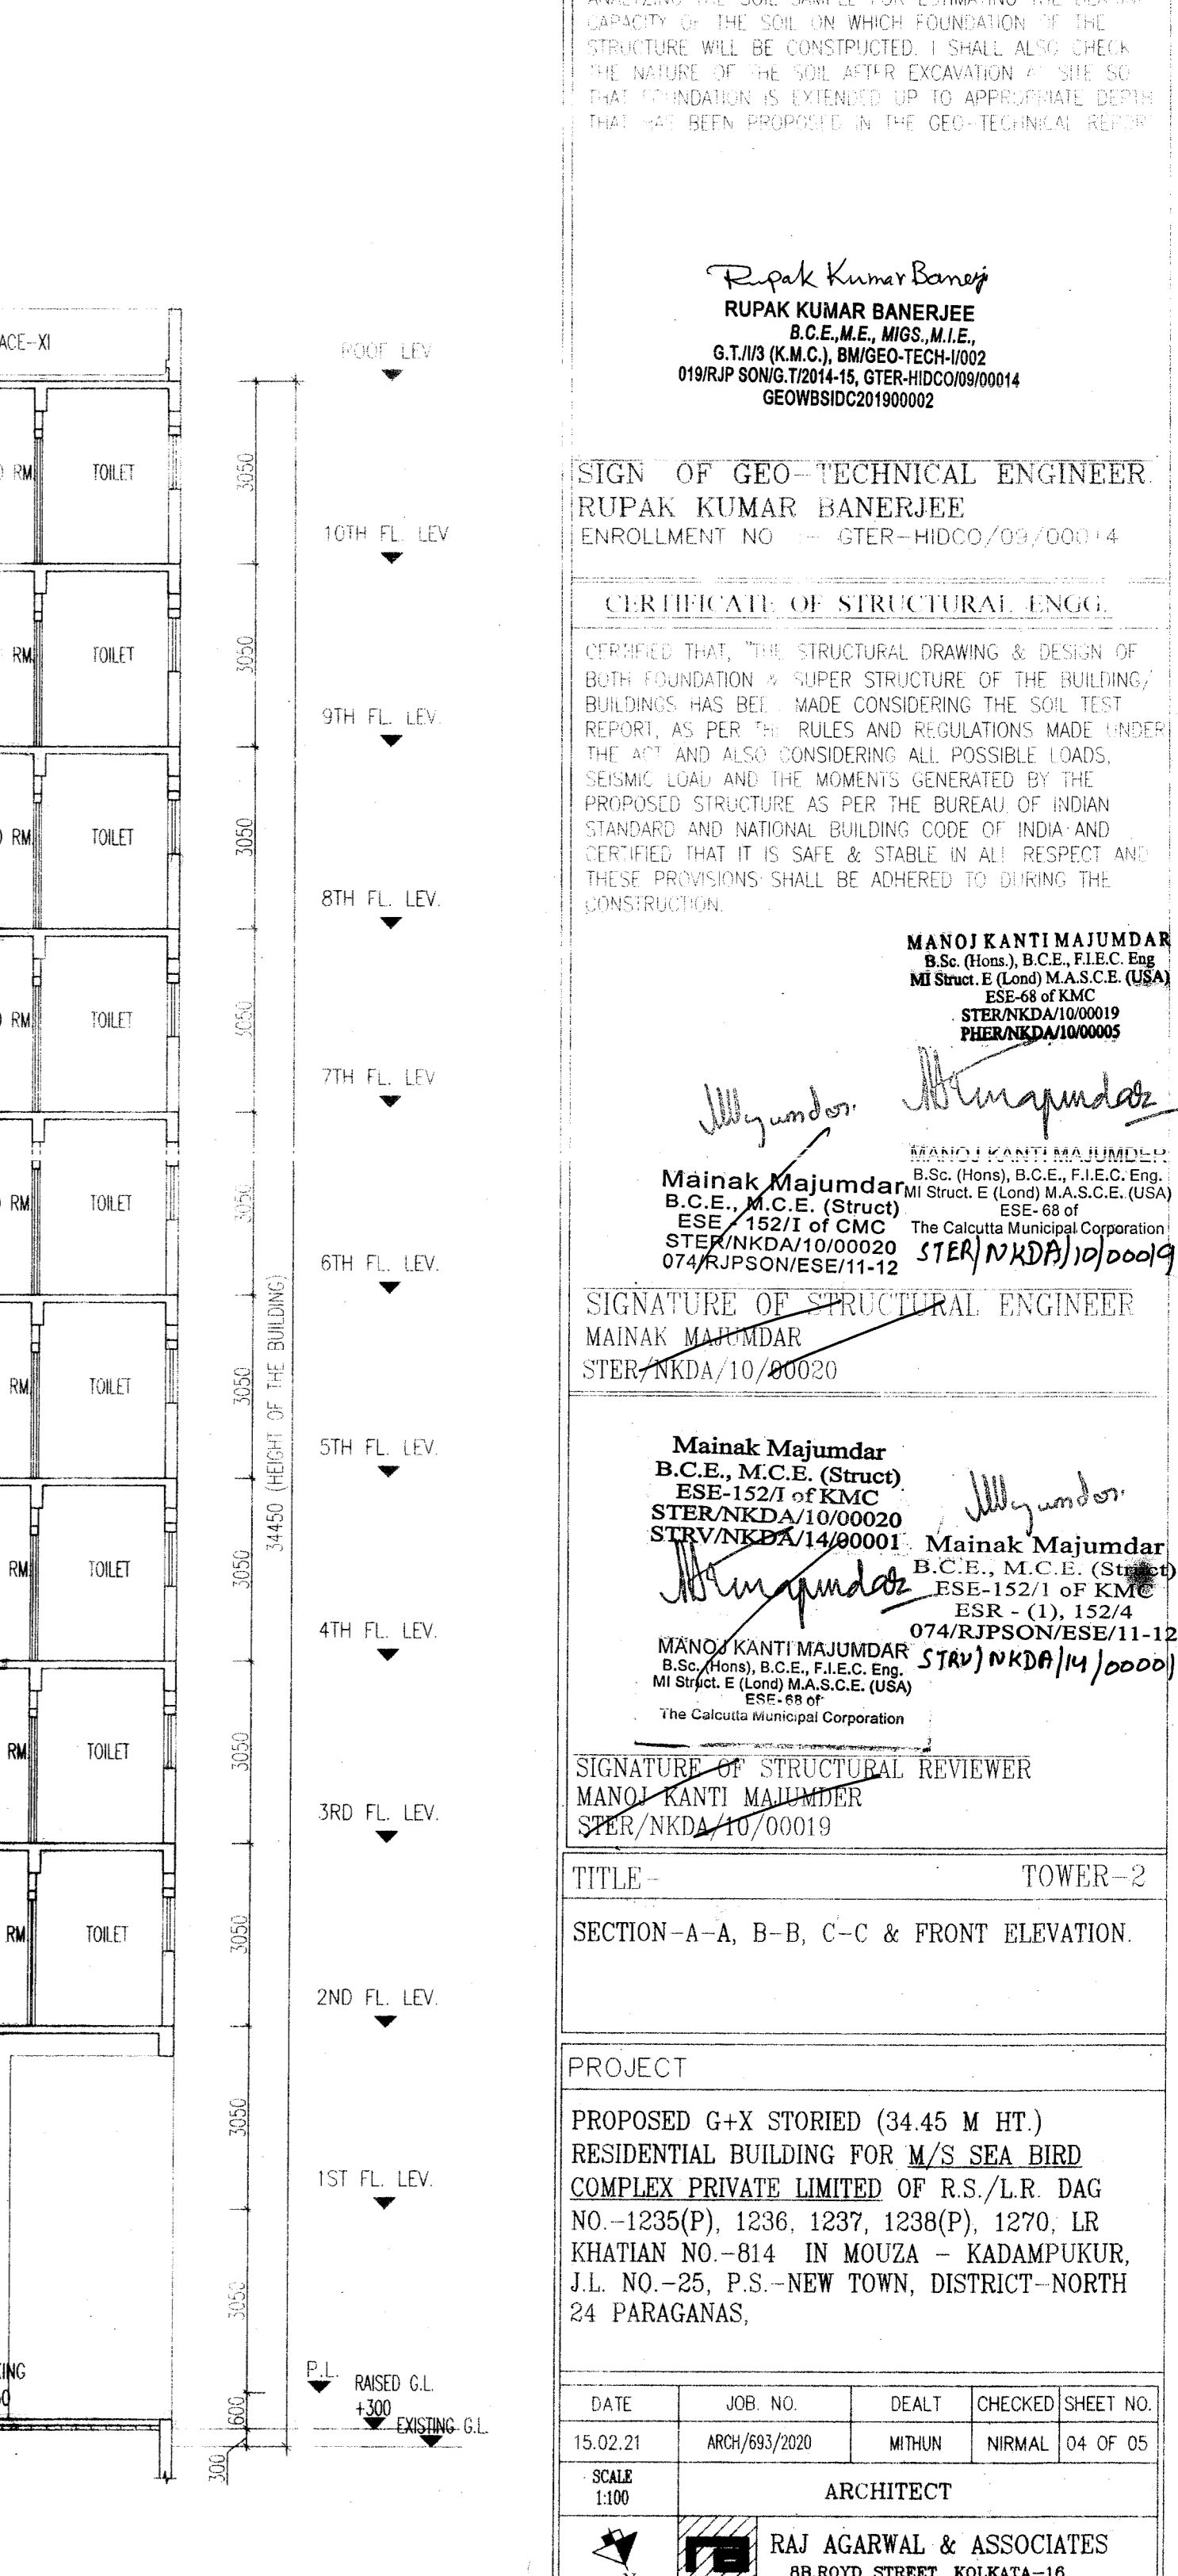 CAPACITY OF THE SOIL ON WHICH FOUNDATION OF THE
STRUCTURE WILL BE CONSTRUCTED. I SHALL ALSO CHECK
THE NATURE OF THE SOIL AFTER EXCAVATION AT SITE SO
THAT FOUNDATION IS EXTENDED UP TO APPROPRIATE DEPTH
THAT HAS BEEN PROPOSED IN THE GEO-TECHNICAL REPORT
Rupak Kumar Banerjee
RUPAK KUMAR BANERJEE
B.C.E.,M.E., MIGS.,M.I.E.,
G.T./I/3 (K.M.C.), BM/GEO-TECH-I/002
019/RJP SON/G.T/2014-15, GTER-HIDCO/09/00014
GEOWBSIDC201900002
SIGN OF GEO-TECHNICAL ENGINEER.
RUPAK KUMAR BANERJEE
ENROLLMENT NO :- GTER-HIDCO/09/00014
CERTIFICATE OF STRUCTURAL ENGG.
CERTIFIED THAT, "THE STRUCTURAL DRAWING & DESIGN OF
BOTH FOUNDATION & SUPER STRUCTURE OF THE BUILDING/
BUILDINGS HAS BEEN MADE CONSIDERING THE SOIL TEST
REPORT, AS PER THE RULES AND REGULATIONS MADE UNDER
THE ACT AND ALSO CONSIDERING ALL POSSIBLE LOADS,
SEISMIC LOAD AND THE MOMENTS GENERATED BY THE
PROPOSED STRUCTURE AS PER THE BUREAU OF INDIAN
STANDARD AND NATIONAL BUILDING CODE OF INDIA AND
CERTIFIED THAT IT IS SAFE & STABLE IN ALL RESPECT AND
THESE PROVISIONS SHALL BE ADHERED TO DURING THE
CONSTRUCTION.
MANOJ KANTI MAJUMDAR
B.Sc. (Hons.), B.C.E., F.I.E.C. Eng
MI Struct. E (Lond) M.A.S.C.E. (USA)
ESE-68 of KMC
STER/NKDA/10/00019
PHER/NKDA/10/00005
MANOJ KANTI MAJUMDER
B.Sc. (Hons), B.C.E., F.I.E.C. Eng.
MI Struct. E (Lond) M.A.S.C.E. (USA)
ESE- 68 of
The Calcutta Municipal Corporation
STER/NKDA/10/00019
Mainak Majumdar
B.C.E., M.C.E. (Struct)
ESE - 152/I of CMC
STER/NKDA/10/00020
074/RJPSON/ESE/11-12
SIGNATURE OF STRUCTURAL ENGINEER
MAINAK MAJUMDAR
STER/NKDA/10/00020
Mainak Majumdar
B.C.E., M.C.E. (Struct)
ESE-152/I of KMC
STER/NKDA/10/00020
STRV/NKDA/14/00001
Mainak Majumdar
B.C.E., M.C.E. (Struct)
ESE-152/1 oF KMC
ESR - (1), 152/4
074/RJPSON/ESE/11-12
STRV/NKDA/14/00001
MANOJ KANTI MAJUMDAR
B.Sc. (Hons), B.C.E., F.I.E.C. Eng.
MI Struct. E (Lond) M.A.S.C.E. (USA)
ESE- 68 of
The Calcutta Municipal Corporation
SIGNATURE OF STRUCTURAL REVIEWER
MANOJ KANTI MAJUMDER
STER/NKDA/10/00019
TITLE- TOWER-2
SECTION-A-A, B-B, C-C & FRONT ELEVATION.
PROJECT
PROPOSED G+X STORIED (34.45 M HT.)
RESIDENTIAL BUILDING FOR M/S SEA BIRD
COMPLEX PRIVATE LIMITED OF R.S./L.R. DAG
NO.-1235(P), 1236, 1237, 1238(P), 1270, LR
KHATIAN NO.-814 IN MOUZA - KADAMPUKUR,
J.L. NO.-25, P.S.-NEW TOWN, DISTRICT-NORTH
24 PARAGANAS,
DATE JOB. NO. DEALT CHECKED SHEET NO.
15.02.21 ARCH/693/2020 MITHUN NIRMAL 04 OF 05
SCALE
1:100
ARCHITECT
RAJ AGARWAL & ASSOCIATES
8B ROYD STREET KOLKATA-16
ACE-XI
ROOF LEV
RM TOILET 3050
10TH FL. LEV
RM TOILET 3050
9TH FL. LEV.
RM TOILET 3050
8TH FL. LEV.
RM TOILET 3050
7TH FL. LEV
RM TOILET 3050
6TH FL. LEV.
34450 (HEIGHT OF THE BUILDING)
RM TOILET 3050
5TH FL. LEV.
RM TOILET 3050
4TH FL. LEV.
RM TOILET 3050
3RD FL. LEV.
RM TOILET 3050
2ND FL. LEV.
3050
1ST FL. LEV.
3050
P.L.
RAISED G.L.
+300
EXISTING G.L.
600
300
KING